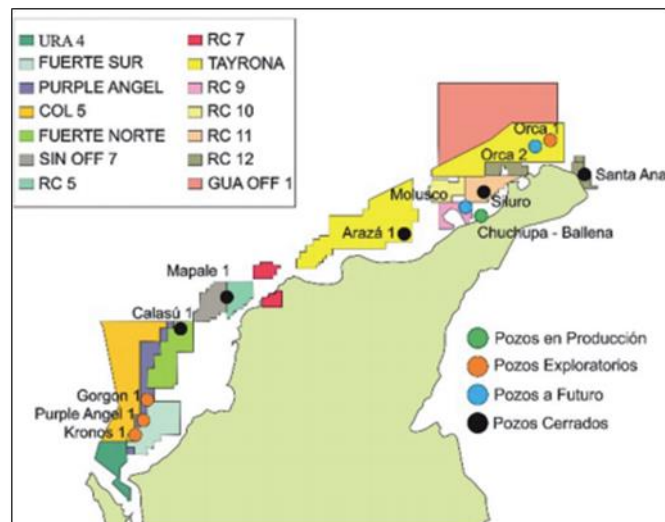 URA 4
FUERTE SUR
PURPLE ANGEL
COL 5
FUERTE NORTE
SIN OFF 7
RC 5
RC 7
TAYRONA
RC 9
RC 10
RC 11
RC 12
GUA OFF 1
Orca 1
Orca 2
Santa Ana
Molusco
Siluro
Arazá 1
Chuchupa - Ballena
Mapale 1
Calasú 1
Gorgon 1
Purple Angel 1
Kronos 1
Pozos en Producción
Pozos Exploratorios
Pozos a Futuro
Pozos Cerrados